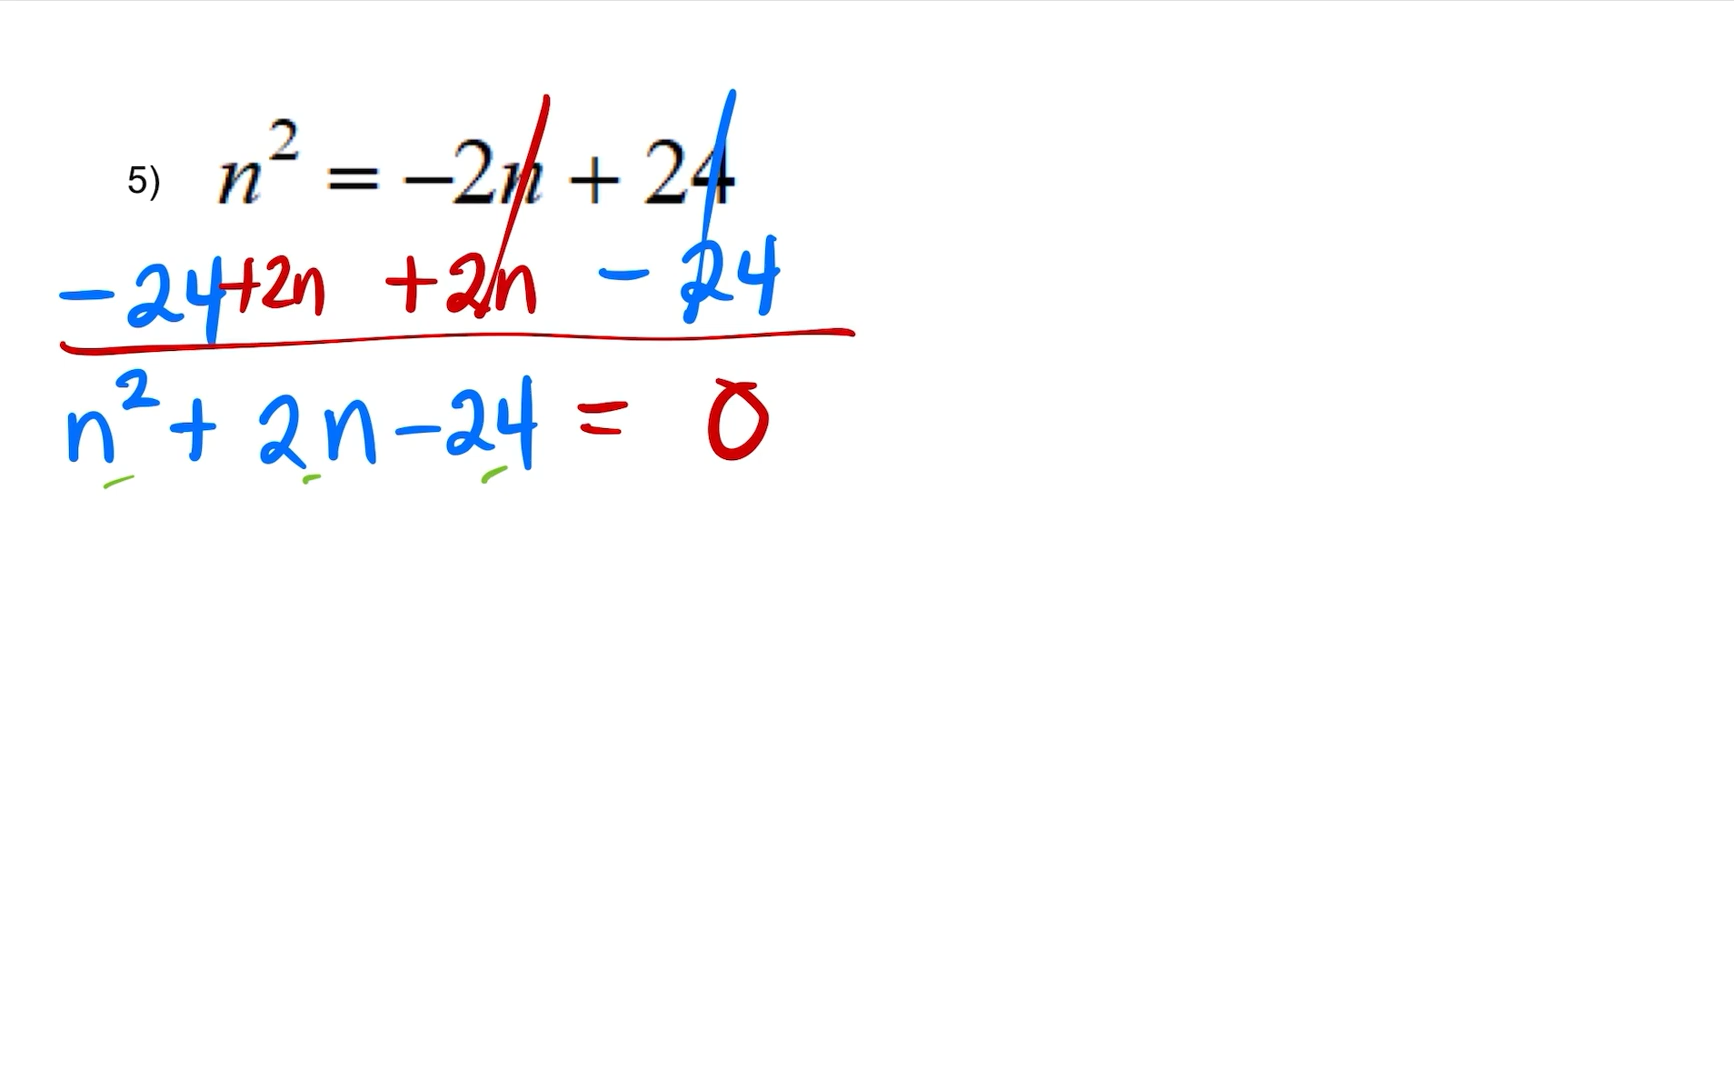 5) n² = −2n + 24
−24+2n +2n −24
n² + 2n −24 = 0